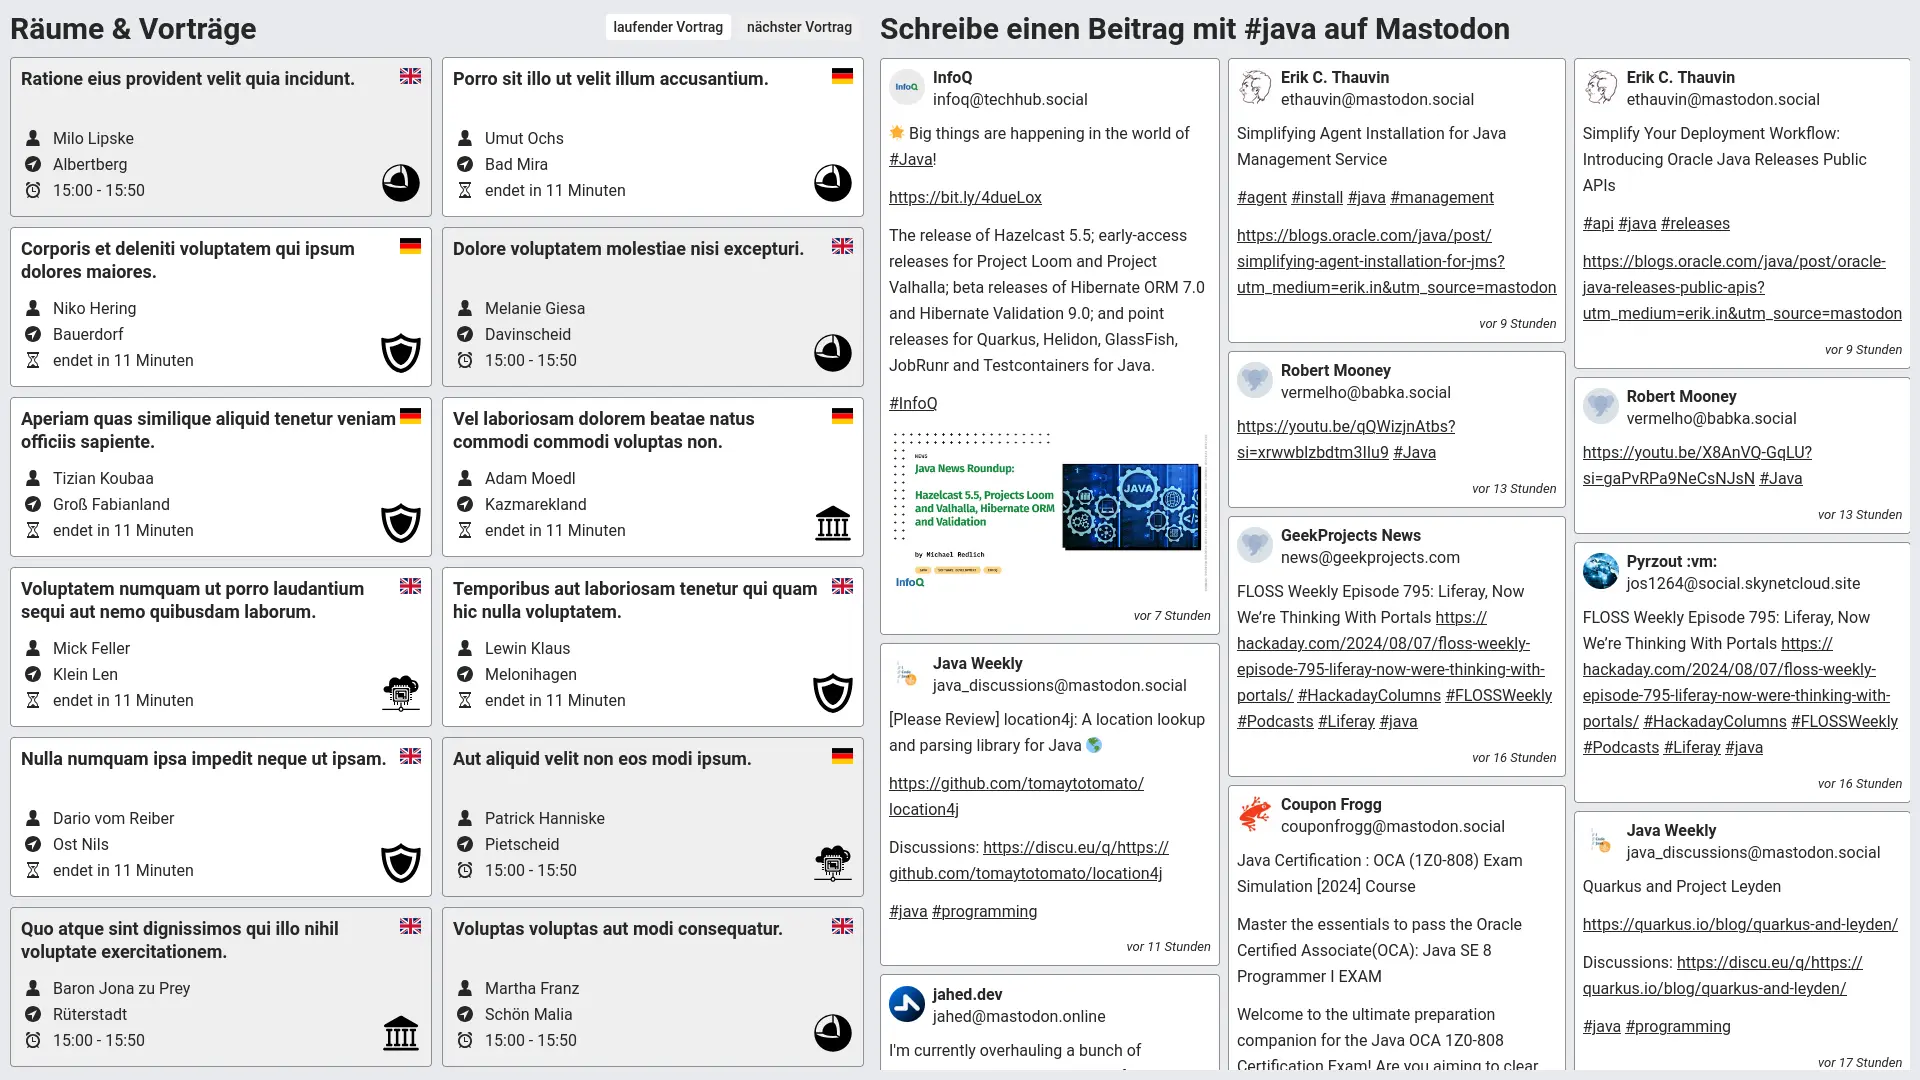 Räume & Vorträge
laufender Vortrag
nächster Vortrag
Ratione eius provident velit quia incidunt.
Milo Lipske
Albertberg
15:00 - 15:50
Porro sit illo ut velit illum accusantium.
Umut Ochs
Bad Mira
endet in 11 Minuten
Corporis et deleniti voluptatem qui ipsum
dolores maiores.
Niko Hering
Bauerdorf
endet in 11 Minuten
Dolore voluptatem molestiae nisi excepturi.
Melanie Giesa
Davinscheid
15:00 - 15:50
Aperiam quas similique aliquid tenetur veniam
officiis sapiente.
Tizian Koubaa
Groß Fabianland
endet in 11 Minuten
Vel laboriosam dolorem beatae natus
commodi commodi voluptas non.
Adam Moedl
Kazmarekland
endet in 11 Minuten
Voluptatem numquam ut porro laudantium
sequi aut nemo quibusdam laborum.
Mick Feller
Klein Len
endet in 11 Minuten
Temporibus aut laboriosam tenetur qui quam
hic nulla voluptatem.
Lewin Klaus
Melonihagen
endet in 11 Minuten
Nulla numquam ipsa impedit neque ut ipsam.
Dario vom Reiber
Ost Nils
endet in 11 Minuten
Aut aliquid velit non eos modi ipsum.
Patrick Hanniske
Pietscheid
15:00 - 15:50
Quo atque sint dignissimos qui illo nihil
voluptate exercitationem.
Baron Jona zu Prey
Rüterstadt
15:00 - 15:50
Voluptas voluptas aut modi consequatur.
Martha Franz
Schön Malia
15:00 - 15:50
Schreibe einen Beitrag mit #java auf Mastodon
InfoQ
InfoQ
infoq@techhub.social
Big things are happening in the world of
#Java!
https://bit.ly/4dueLox
The release of Hazelcast 5.5; early-access
releases for Project Loom and Project
Valhalla; beta releases of Hibernate ORM 7.0
and Hibernate Validation 9.0; and point
releases for Quarkus, Helidon, GlassFish,
JobRunr and Testcontainers for Java.
#InfoQ
NEWS
Java News Roundup:
Hazelcast 5.5, Projects Loom
and Valhalla, Hibernate ORM
and Validation
by Michael Redlich
InfoQ
JAVA
vor 7 Stunden
Java Weekly
java_discussions@mastodon.social
[Please Review] location4j: A location lookup
and parsing library for Java
https://github.com/tomaytotomato/
location4j
Discussions: https://discu.eu/q/https://
github.com/tomaytotomato/location4j
#java #programming
vor 11 Stunden
jahed.dev
jahed@mastodon.online
I'm currently overhauling a bunch of
Erik C. Thauvin
ethauvin@mastodon.social
Simplifying Agent Installation for Java
Management Service
#agent #install #java #management
https://blogs.oracle.com/java/post/
simplifying-agent-installation-for-jms?
utm_medium=erik.in&utm_source=mastodon
vor 9 Stunden
Robert Mooney
vermelho@babka.social
https://youtu.be/qQWizjnAtbs?
si=xrwwbIzbdtm3Ilu9 #Java
vor 13 Stunden
GeekProjects News
news@geekprojects.com
FLOSS Weekly Episode 795: Liferay, Now
We’re Thinking With Portals https://
hackaday.com/2024/08/07/floss-weekly-
episode-795-liferay-now-were-thinking-with-
portals/ #HackadayColumns #FLOSSWeekly
#Podcasts #Liferay #java
vor 16 Stunden
Coupon Frogg
couponfrogg@mastodon.social
Java Certification : OCA (1Z0-808) Exam
Simulation [2024] Course
Master the essentials to pass the Oracle
Certified Associate(OCA): Java SE 8
Programmer I EXAM
Welcome to the ultimate preparation
companion for the Java OCA 1Z0-808
Certification Exam! Are you aiming to clear
Erik C. Thauvin
ethauvin@mastodon.social
Simplify Your Deployment Workflow:
Introducing Oracle Java Releases Public
APIs
#api #java #releases
https://blogs.oracle.com/java/post/oracle-
java-releases-public-apis?
utm_medium=erik.in&utm_source=mastodon
vor 9 Stunden
Robert Mooney
vermelho@babka.social
https://youtu.be/X8AnVQ-GqLU?
si=gaPvRPa9NeCsNJsN #Java
vor 13 Stunden
Pyrzout :vm:
jos1264@social.skynetcloud.site
FLOSS Weekly Episode 795: Liferay, Now
We’re Thinking With Portals https://
hackaday.com/2024/08/07/floss-weekly-
episode-795-liferay-now-were-thinking-with-
portals/ #HackadayColumns #FLOSSWeekly
#Podcasts #Liferay #java
vor 16 Stunden
Java Weekly
java_discussions@mastodon.social
Quarkus and Project Leyden
https://quarkus.io/blog/quarkus-and-leyden/
Discussions: https://discu.eu/q/https://
quarkus.io/blog/quarkus-and-leyden/
#java #programming
vor 17 Stunden